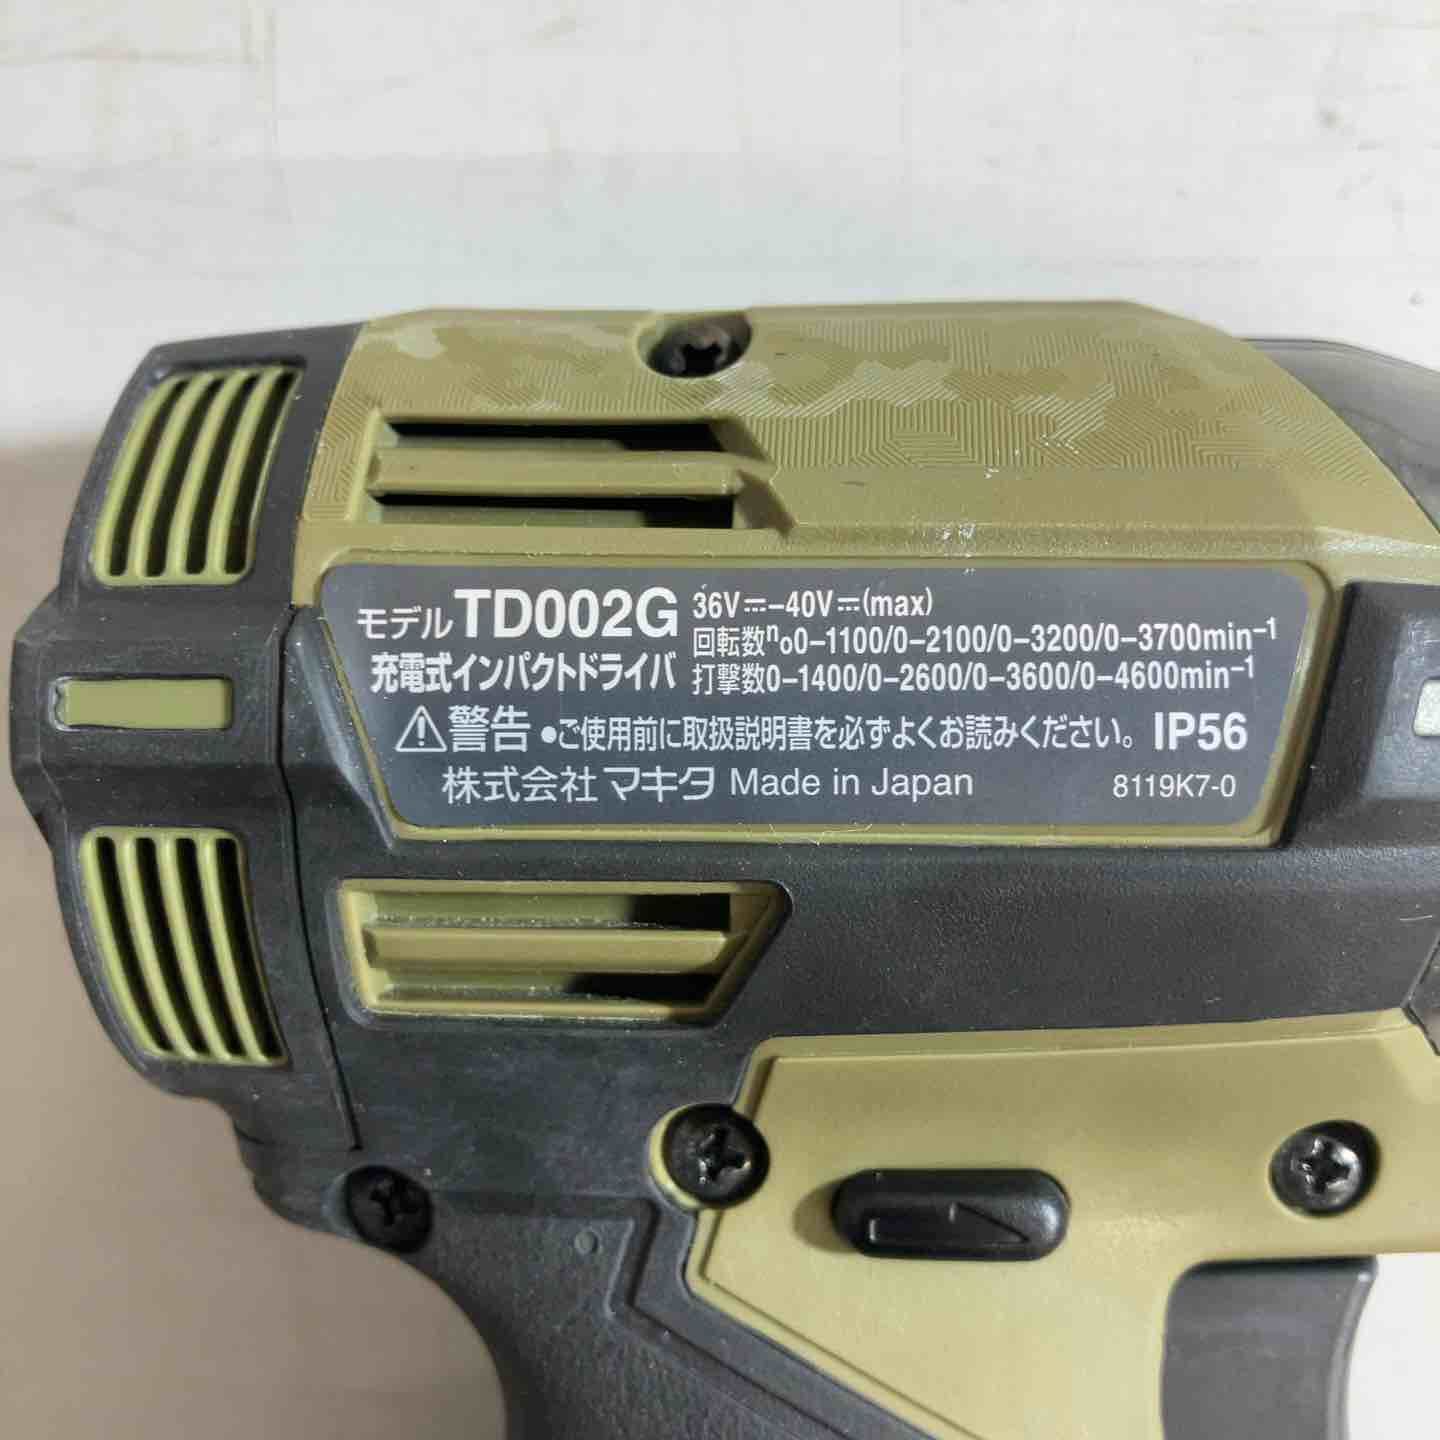 モデル TD002G 36V⎓-40V⎓(max)
充電式インパクトドライバ 回転数n₀0-1100/0-2100/0-3200/0-3700min⁻¹
打撃数0-1400/0-2600/0-3600/0-4600min⁻¹
⚠警告 ●ご使用前に取扱説明書を必ずよくお読みください。 IP56
株式会社 マキタ Made in Japan 8119K7-0